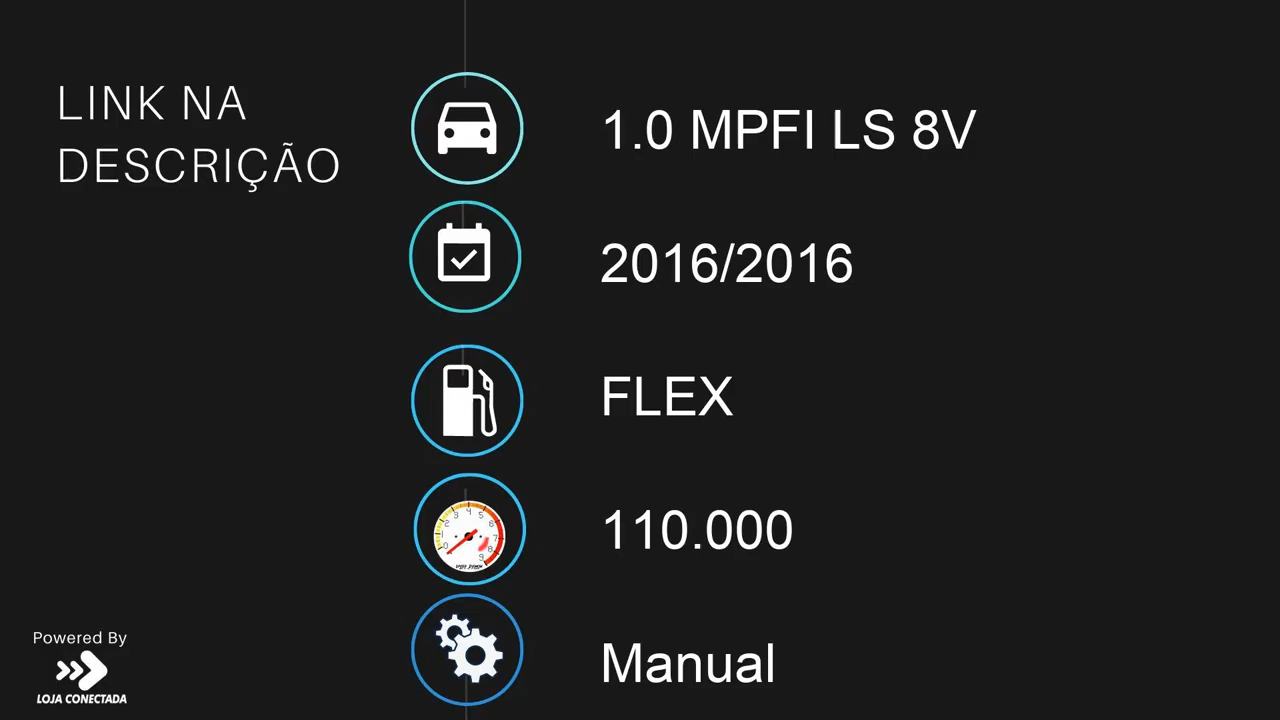 LINK NA
DESCRIÇÃO
1.0 MPFI LS 8V
2016/2016
FLEX
110.000
Manual
Powered By
LOJA CONECTADA